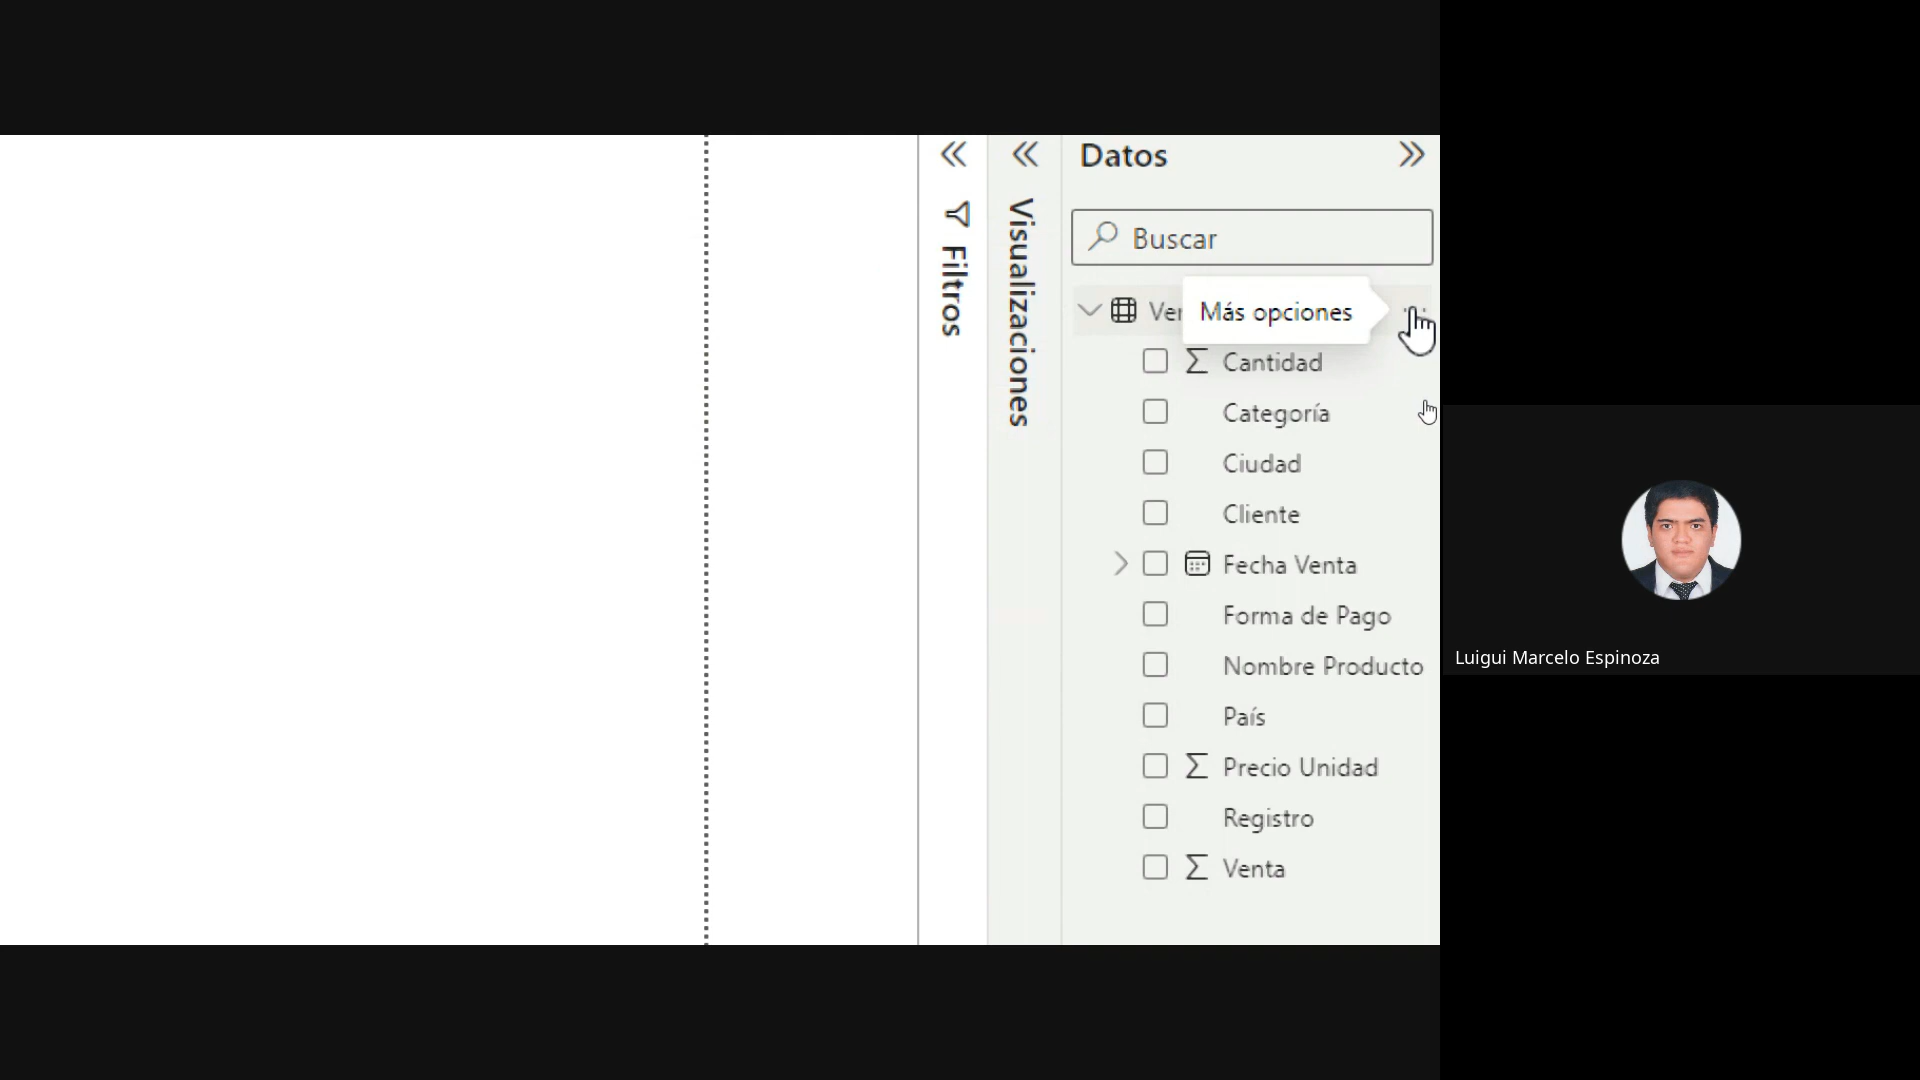 Datos
Filtros
Visualizaciones
Buscar
Más opciones
Cantidad
Categoría
Ciudad
Cliente
Fecha Venta
Forma de Pago
Nombre Producto
País
Precio Unidad
Registro
Venta
Luigui Marcelo Espinoza